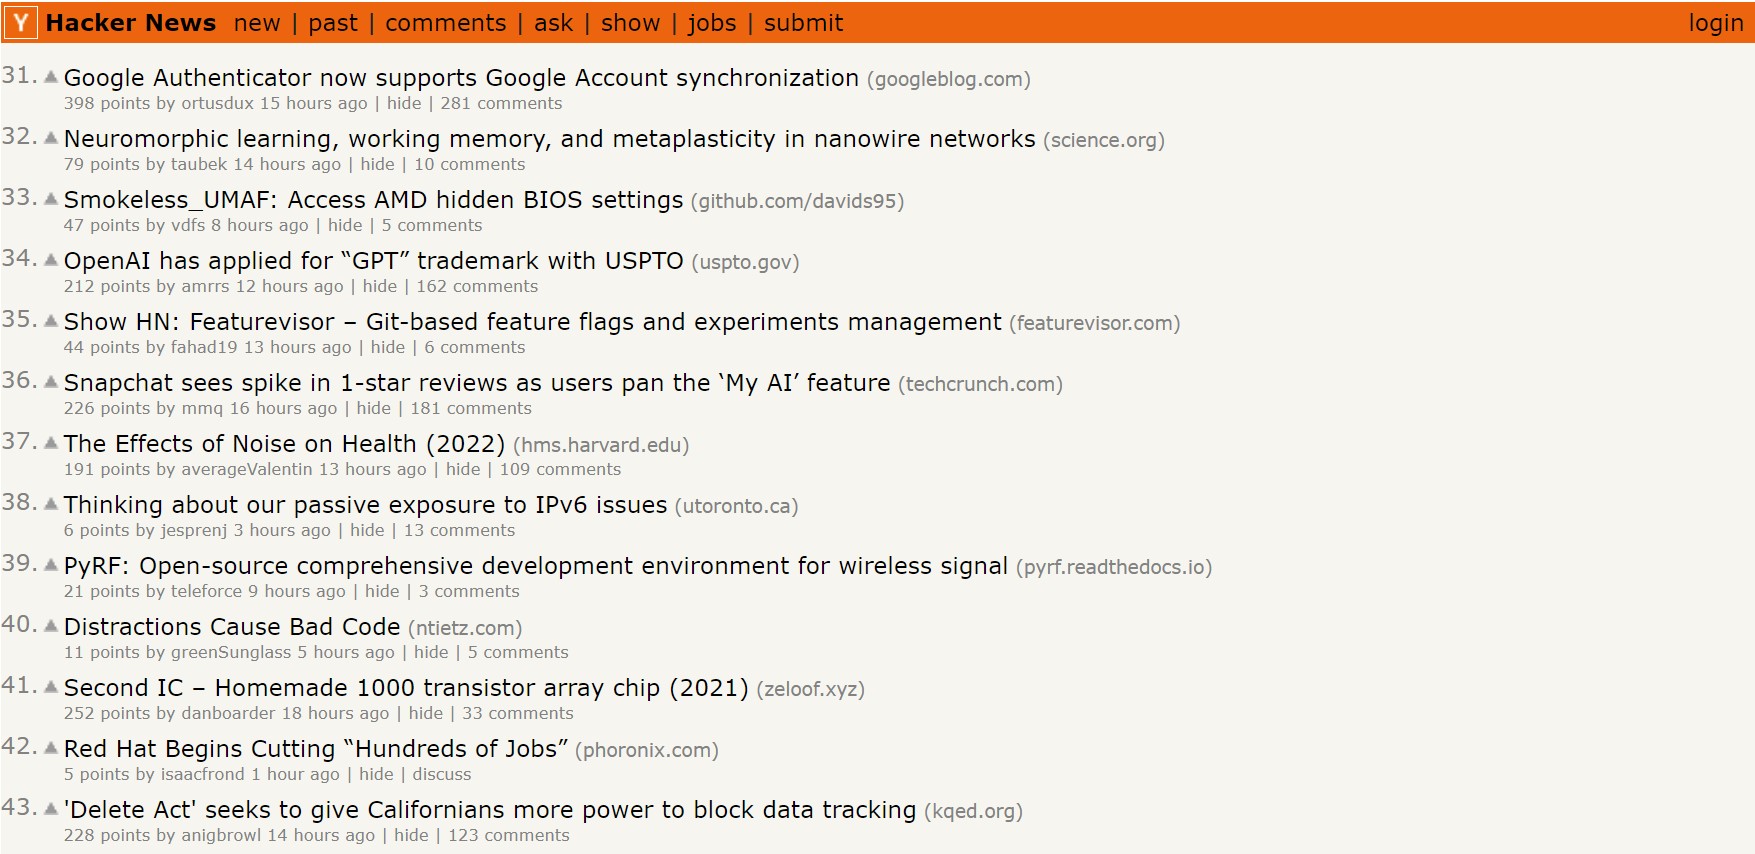 Y Hacker News new | past | comments | ask | show | jobs | submit login
31. Google Authenticator now supports Google Account synchronization (googleblog.com)
398 points by ortusdux 15 hours ago | hide | 281 comments
32. Neuromorphic learning, working memory, and metaplasticity in nanowire networks (science.org)
79 points by taubek 14 hours ago | hide | 10 comments
33. Smokeless_UMAF: Access AMD hidden BIOS settings (github.com/davids95)
47 points by vdfs 8 hours ago | hide | 5 comments
34. OpenAI has applied for “GPT” trademark with USPTO (uspto.gov)
212 points by amrrs 12 hours ago | hide | 162 comments
35. Show HN: Featurevisor – Git-based feature flags and experiments management (featurevisor.com)
44 points by fahad19 13 hours ago | hide | 6 comments
36. Snapchat sees spike in 1-star reviews as users pan the ‘My AI’ feature (techcrunch.com)
226 points by mmq 16 hours ago | hide | 181 comments
37. The Effects of Noise on Health (2022) (hms.harvard.edu)
191 points by averageValentin 13 hours ago | hide | 109 comments
38. Thinking about our passive exposure to IPv6 issues (utoronto.ca)
6 points by jesprenj 3 hours ago | hide | 13 comments
39. PyRF: Open-source comprehensive development environment for wireless signal (pyrf.readthedocs.io)
21 points by teleforce 9 hours ago | hide | 3 comments
40. Distractions Cause Bad Code (ntietz.com)
11 points by greenSunglass 5 hours ago | hide | 5 comments
41. Second IC – Homemade 1000 transistor array chip (2021) (zeloof.xyz)
252 points by danboarder 18 hours ago | hide | 33 comments
42. Red Hat Begins Cutting “Hundreds of Jobs” (phoronix.com)
5 points by isaacfrond 1 hour ago | hide | discuss
43. 'Delete Act' seeks to give Californians more power to block data tracking (kqed.org)
228 points by anigbrowl 14 hours ago | hide | 123 comments